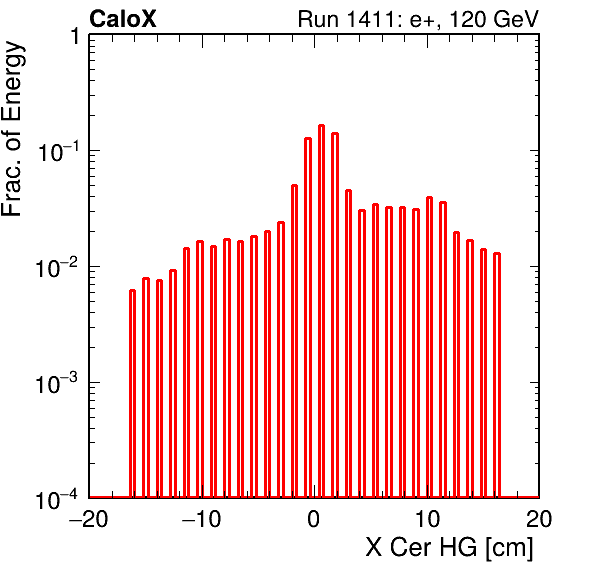 CaloX
Run 1411: e+, 120 GeV
Frac. of Energy
1
10⁻¹
10⁻²
10⁻³
10⁻⁴
−20
−10
0
10
20
X Cer HG [cm]